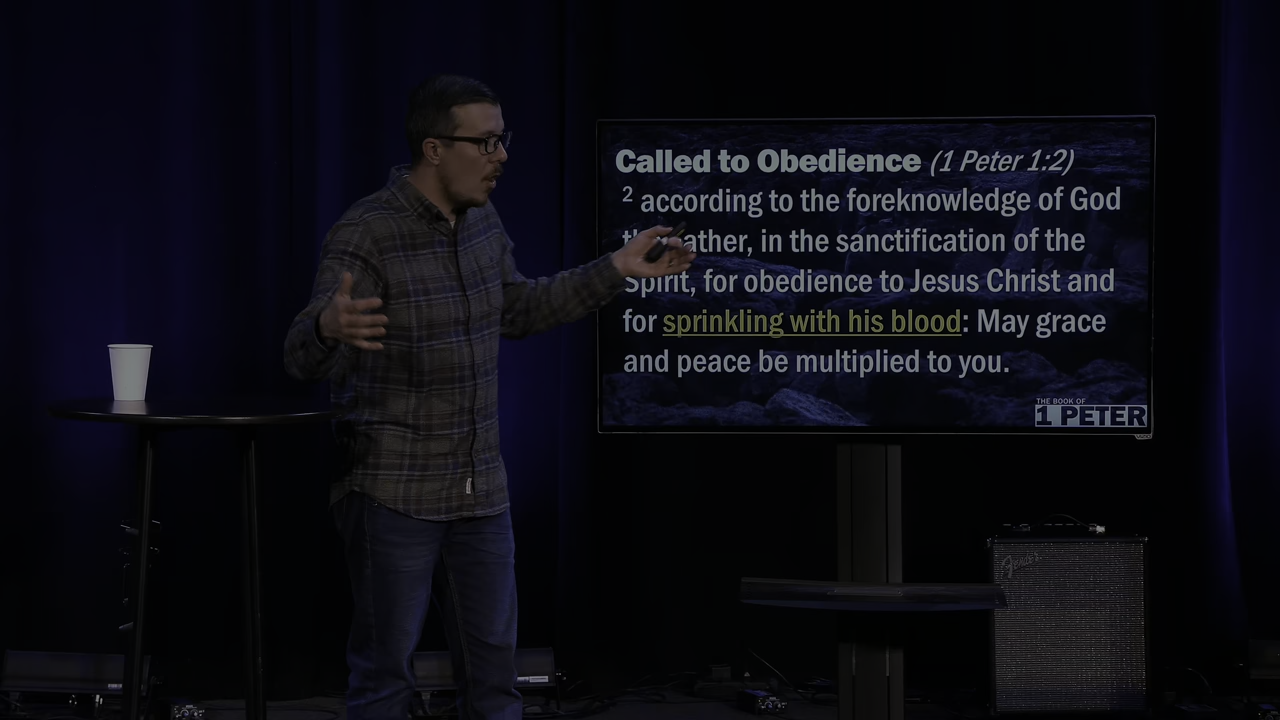 Called to Obedience (1 Peter 1:2)
2 according to the foreknowledge of God
ather, in the sanctification of the
Spirit, for obedience to Jesus Christ and
for sprinkling with his blood: May grace
and peace be multiplied to you.
THE BOOK OF
1 PETER
Fender